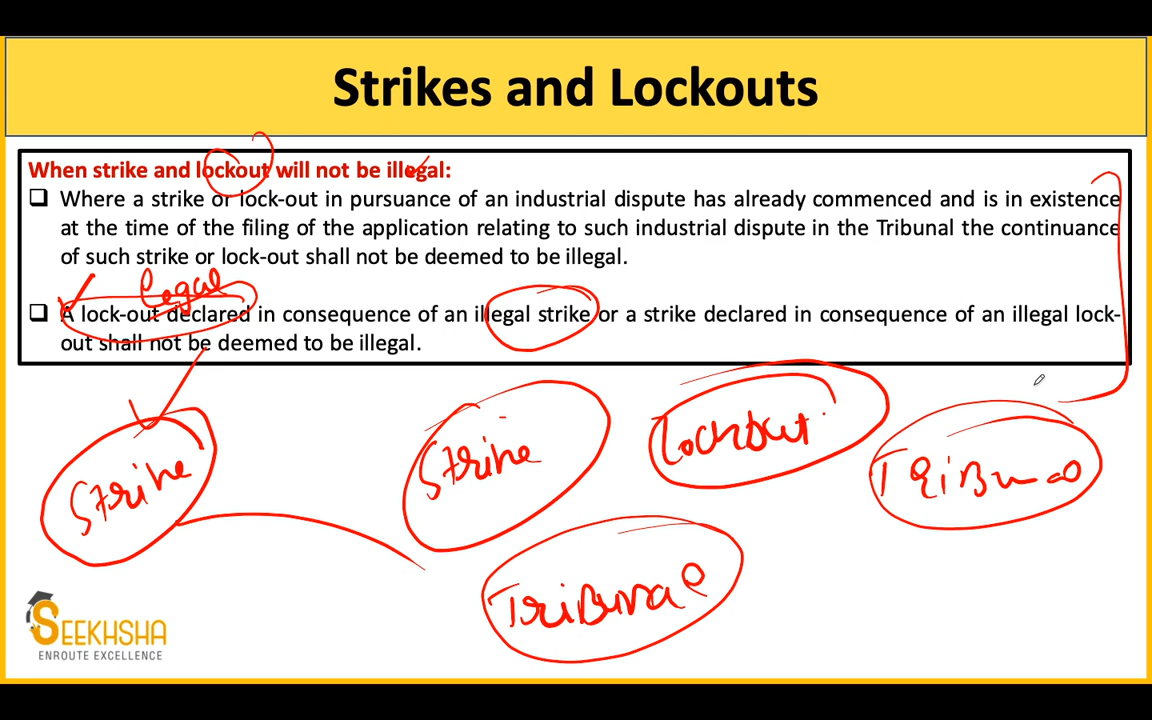 Strikes and Lockouts
When strike and lockout will not be illegal:
Where a strike or lock-out in pursuance of an industrial dispute has already commenced and is in existence
at the time of the filing of the application relating to such industrial dispute in the Tribunal the continuance
of such strike or lock-out shall not be deemed to be illegal.
legal
A lock-out declared in consequence of an illegal strike or a strike declared in consequence of an illegal lock-
out shall not be deemed to be illegal.
Strike
Strike
Lockout
Tribunal
Tribunal
SEEKHSHA
ENROUTE EXCELLENCE